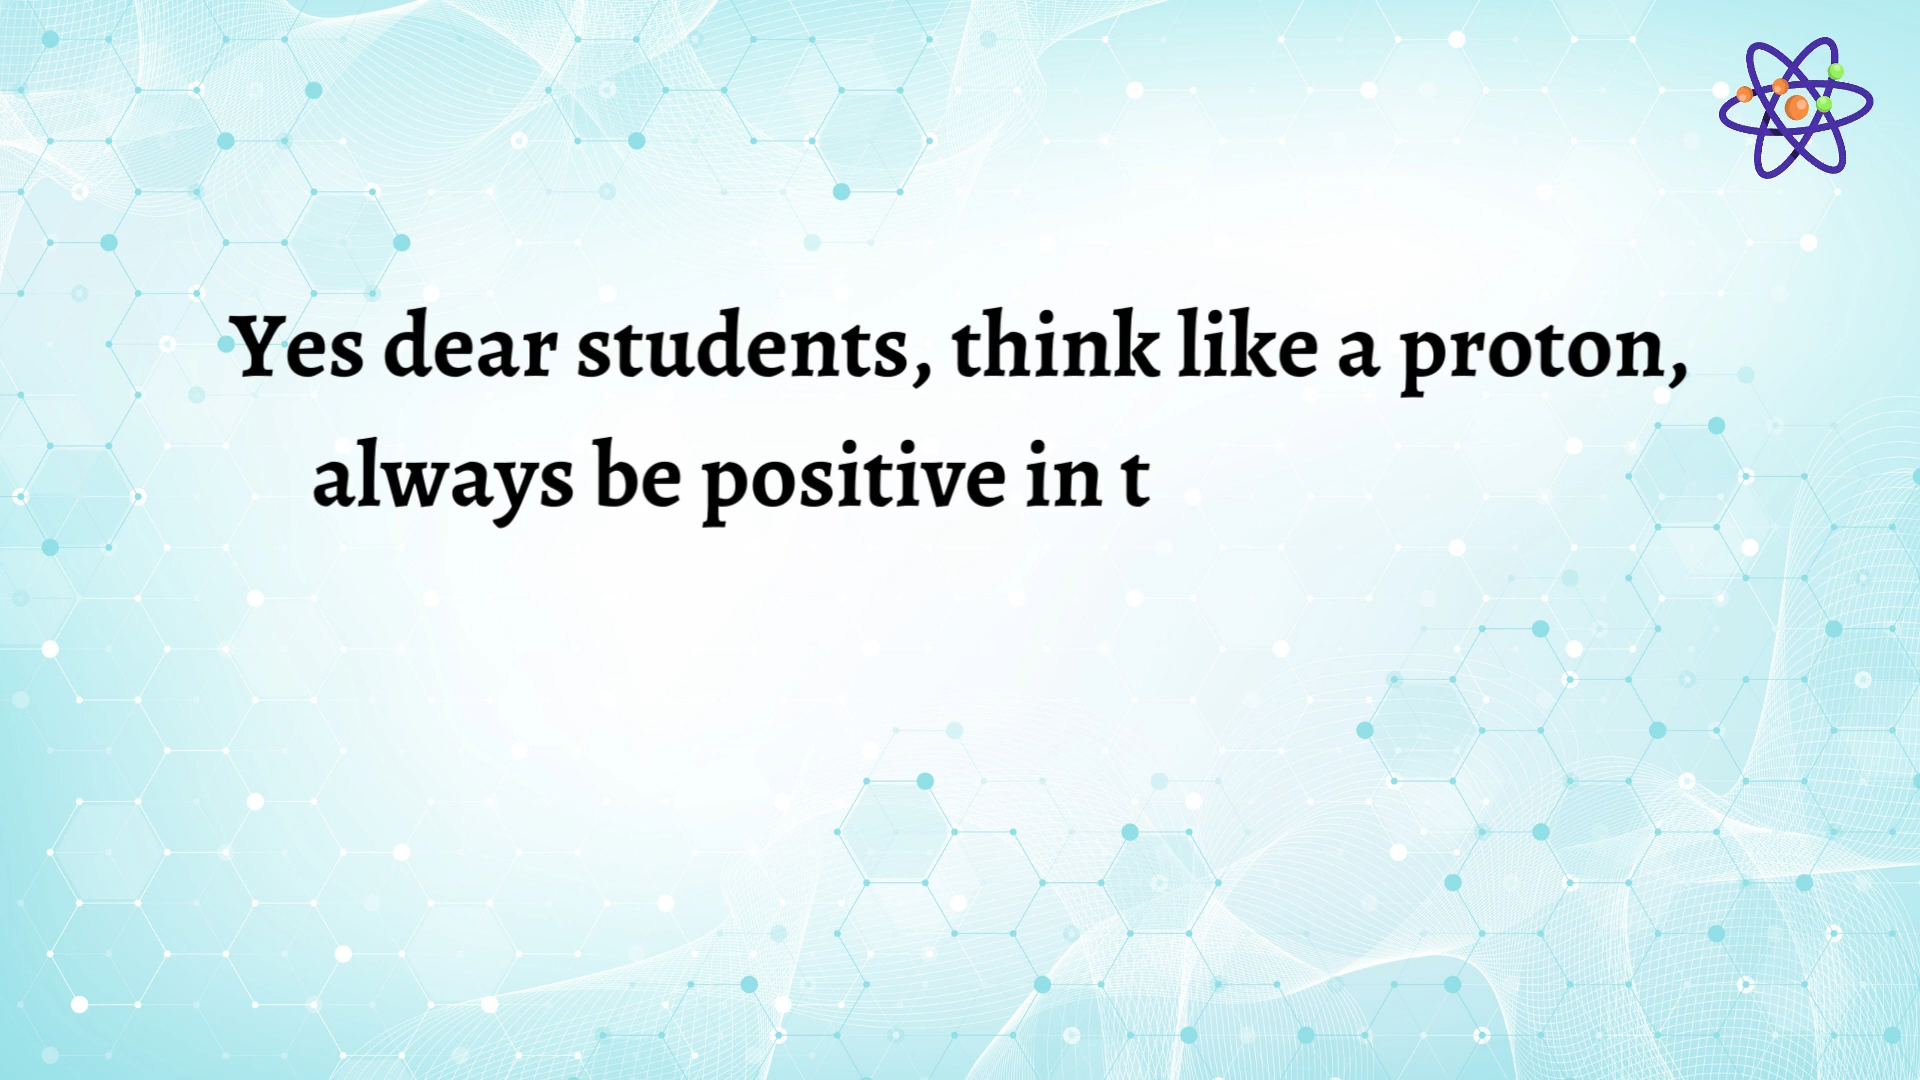 Yes dear students, think like a proton,
always be positive in t